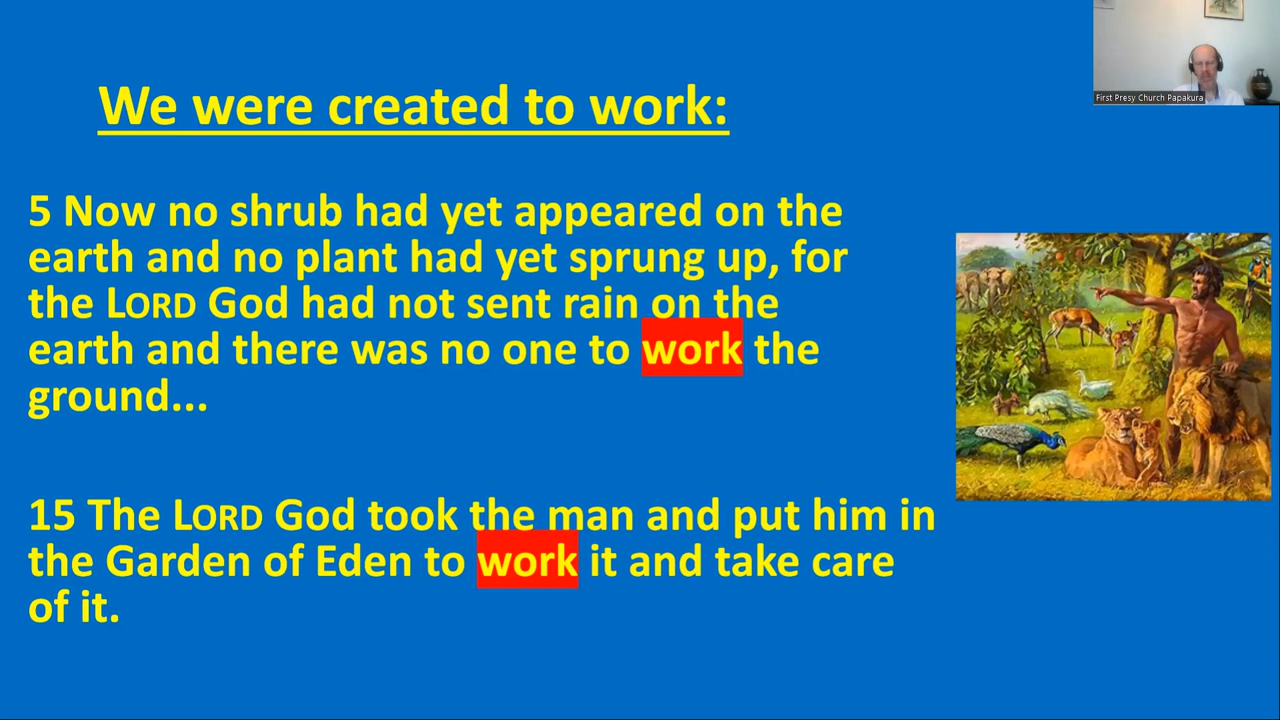 We were created to work:
5 Now no shrub had yet appeared on the
earth and no plant had yet sprung up, for
the LORD God had not sent rain on the
earth and there was no one to work the
ground...
15 The LORD God took the man and put him in
the Garden of Eden to work it and take care
of it.
First Presy Church Papakura